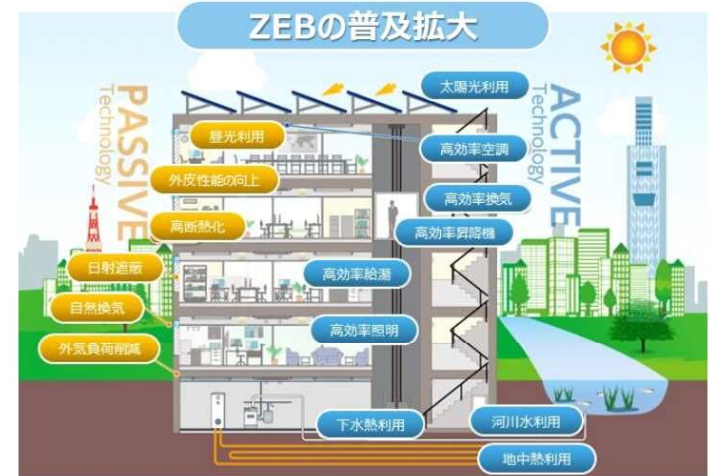 ZEBの普及拡大
PASSIVE
Technology
ACTIVE
Technology
太陽光利用
昼光利用
高効率空調
外皮性能の向上
高効率換気
高断熱化
高効率昇降機
日射遮蔽
高効率給湯
自然換気
高効率照明
外気負荷削減
下水熱利用
河川水利用
地中熱利用